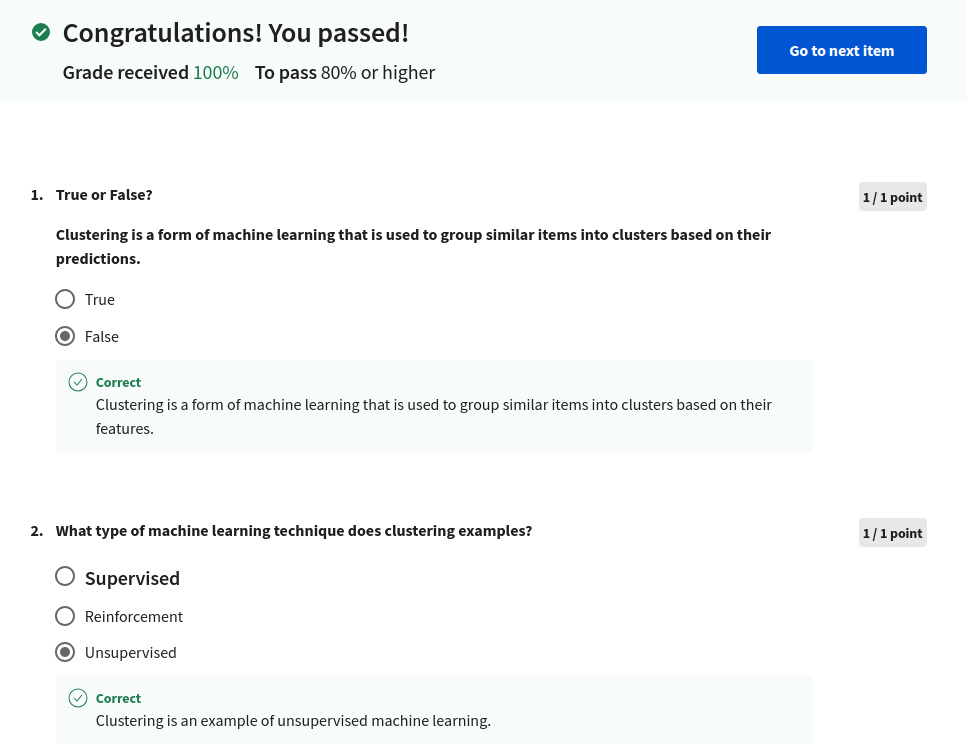 Congratulations! You passed!
Grade received 100% To pass 80% or higher
Go to next item
1. True or False?
1 / 1 point
Clustering is a form of machine learning that is used to group similar items into clusters based on their
predictions.
True
False
Correct
Clustering is a form of machine learning that is used to group similar items into clusters based on their
features.
2. What type of machine learning technique does clustering examples?
1 / 1 point
Supervised
Reinforcement
Unsupervised
Correct
Clustering is an example of unsupervised machine learning.